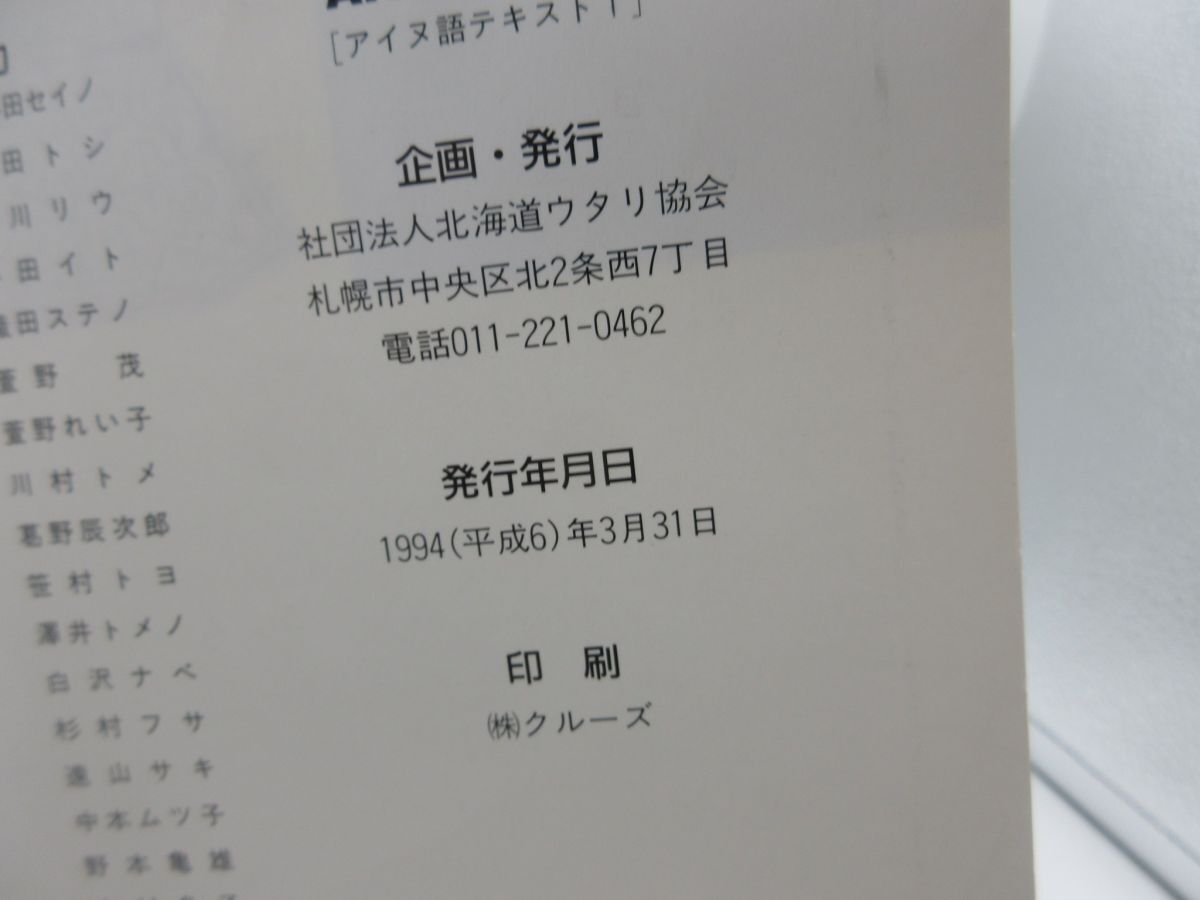 [アイヌ語テキスト1]
企画・発行
社団法人北海道ウタリ協会
札幌市中央区北2条西7丁目
電話011-221-0462
発行年月日
1994(平成6)年3月31日
印 刷
㈱クルーズ
田セイノ
田トシ
川リウ
田イト
田ステノ
萱野 茂
萱野れい子
川村トメ
葛野辰次郎
笹村トヨ
澤井トメノ
白沢ナベ
杉村フサ
遠山サキ
中本ムツ子
野本亀雄